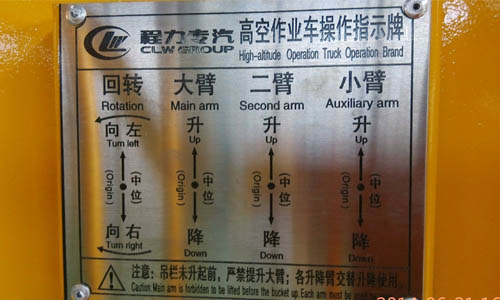 CLW 程力专汽 高空作业车操作指示牌
CLW GROUP High-altitude Operation Truck Operation Brand
回转 大臂 二臂 小臂
Rotation Main arm Second arm Auxiliary arm
向左 升 升 升
Turn left Up Up Up
(中位) (中位) (中位) (中位)
(Origin) (Origin) (Origin) (Origin)
向右 降 降 降
Turn right Down Down Down
注意：吊栏未升起前，严禁提升大臂；各升降臂交替升降使用
Caution: Main arm is forbidden to be lifted before the bucket up. Each arm must be